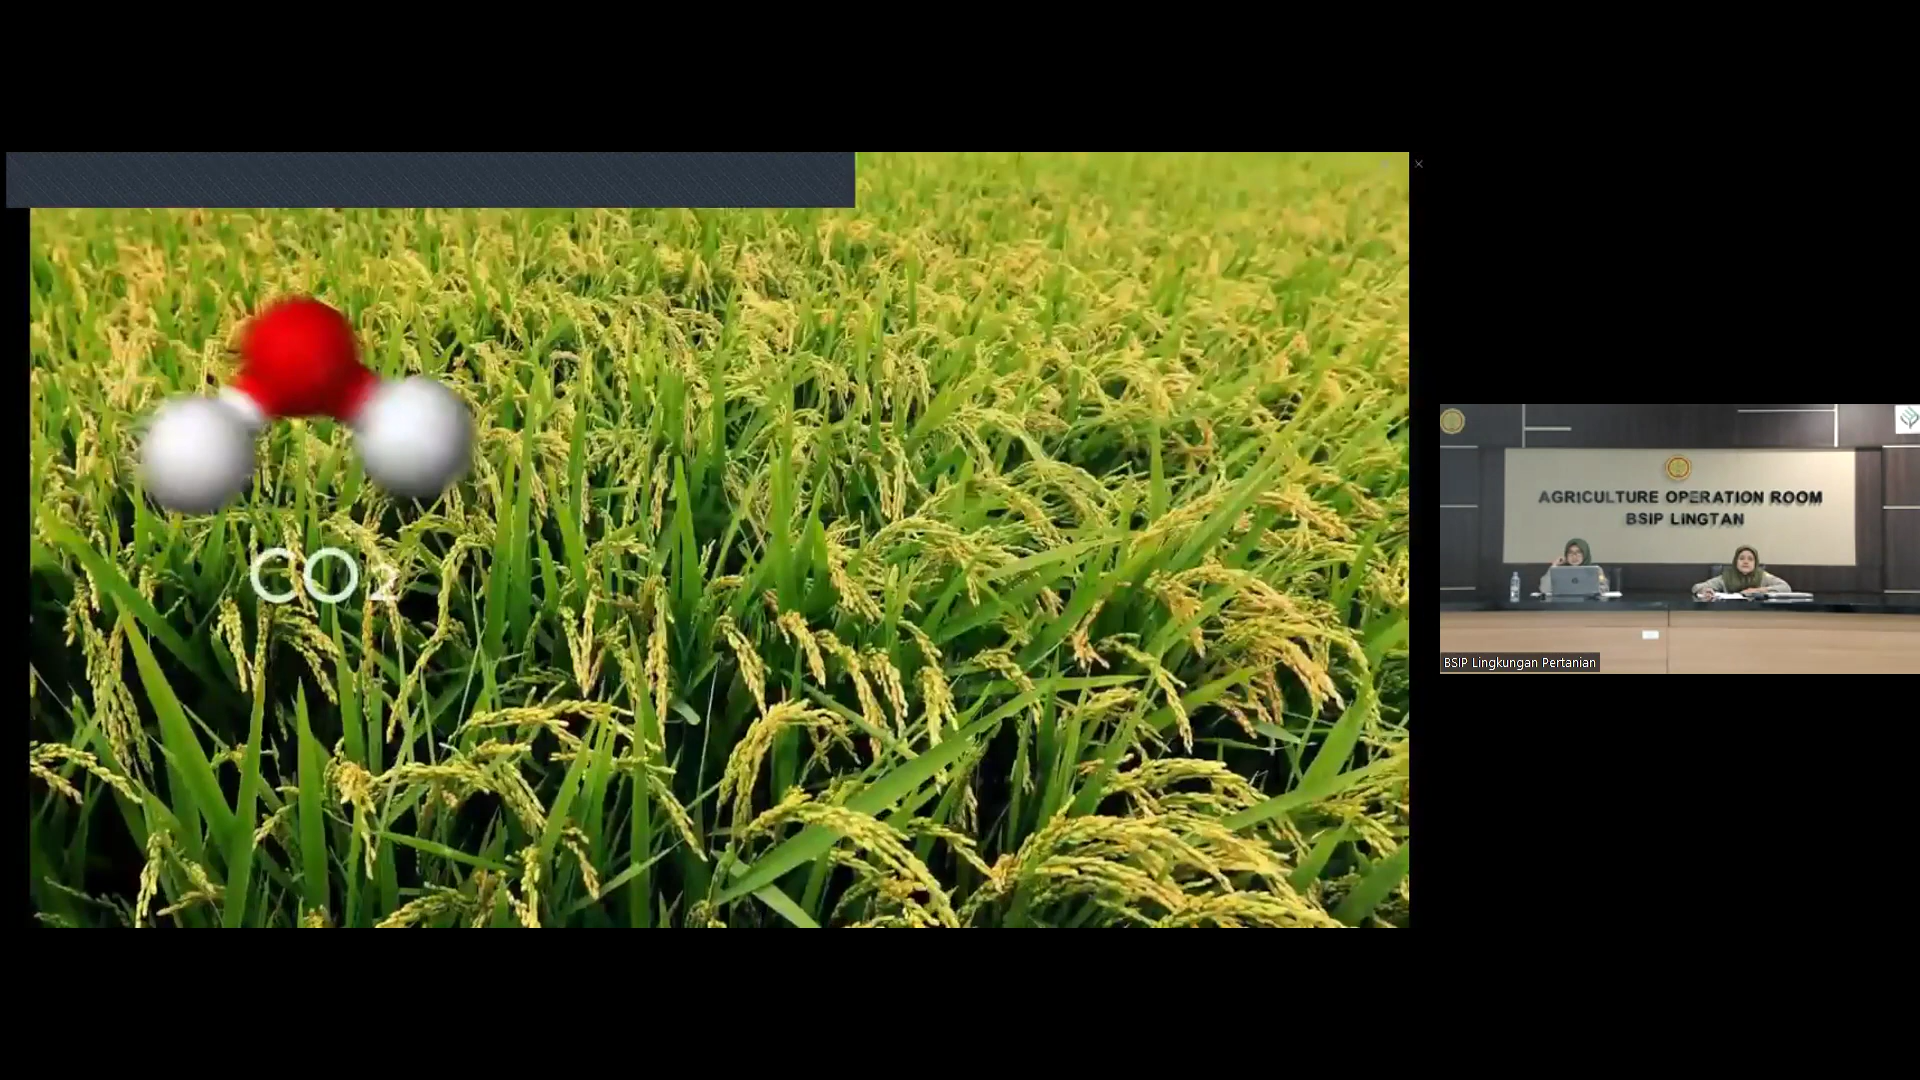 CO₂
AGRICULTURE OPERATION ROOM
BSIP LINGTAN
BSIP Lingkungan Pertanian